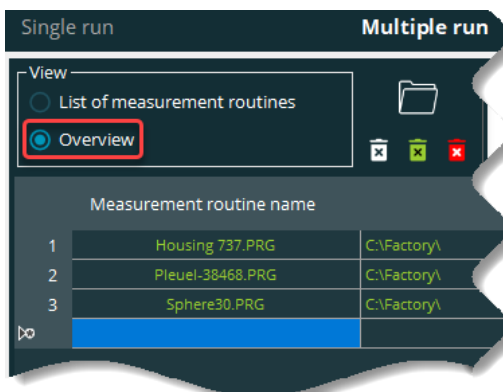 Single run Multiple run
View
List of measurement routines
Overview
Measurement routine name
1 Housing 737.PRG C:\Factory\
2 Pleuel-38468.PRG C:\Factory\
3 Sphere30.PRG C:\Factory\